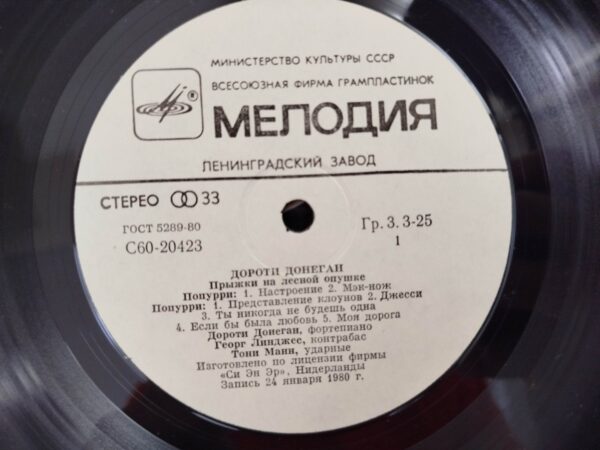 МИНИСТЕРСТВО КУЛЬТУРЫ СССР
ВСЕСОЮЗНАЯ ФИРМА ГРАМПЛАСТИНОК
МЕЛОДИЯ
ЛЕНИНГРАДСКИЙ ЗАВОД
СТЕРЕО 33
ГОСТ 5289-80
С60-20423
Гр. 3. 3-25
1
ДОРОТИ ДОНЕГАН
Прыжки на лесной опушке
Попурри: 1. Настроение 2. Мэк-нож
Попурри: 1. Представление клоунов 2. Джесси
3. Ты никогда не будешь одна
4. Если бы была любовь 5. Моя дорога
Дороти Донеган, фортепиано
Георг Линджес, контрабас
Тони Манн, ударные
Изготовлено по лицензии фирмы
«Си Эн Эр», Нидерланды
Запись 24 января 1980 г.